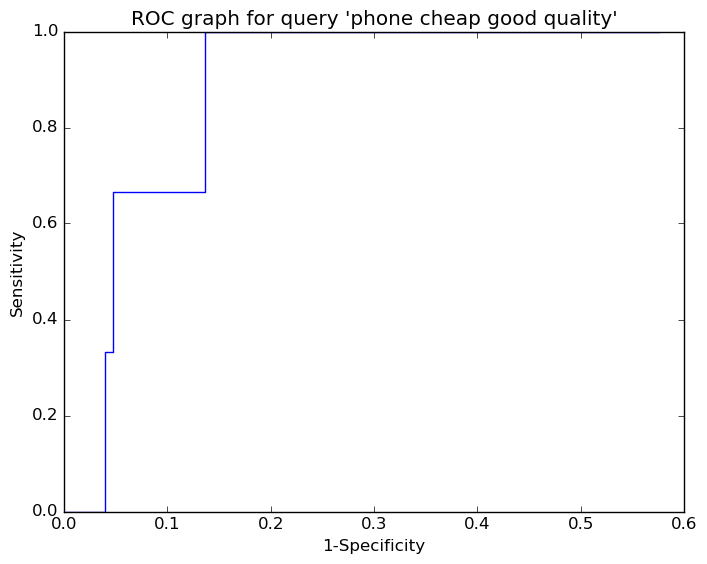 ROC graph for query 'phone cheap good quality'
1.0
0.8
0.6
0.4
0.2
0.0
Sensitivity
0.0 0.1 0.2 0.3 0.4 0.5 0.6
1-Specificity